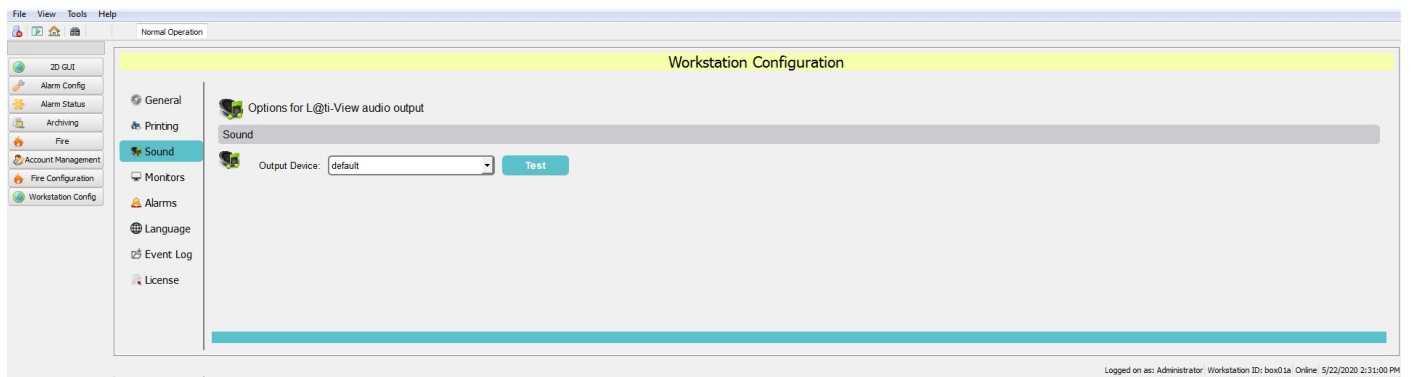 File View Tools Help
Normal Operation
2D GUI
Alarm Config
Alarm Status
Archiving
Fire
Account Management
Fire Configuration
Workstation Config
Workstation Configuration
General
Printing
Sound
Monitors
Alarms
Language
Event Log
License
Options for L@ti-View audio output
Sound
Output Device: default Test
Logged on as: Administrator Workstation ID: box01a Online 5/22/2020 2:31:00 PM